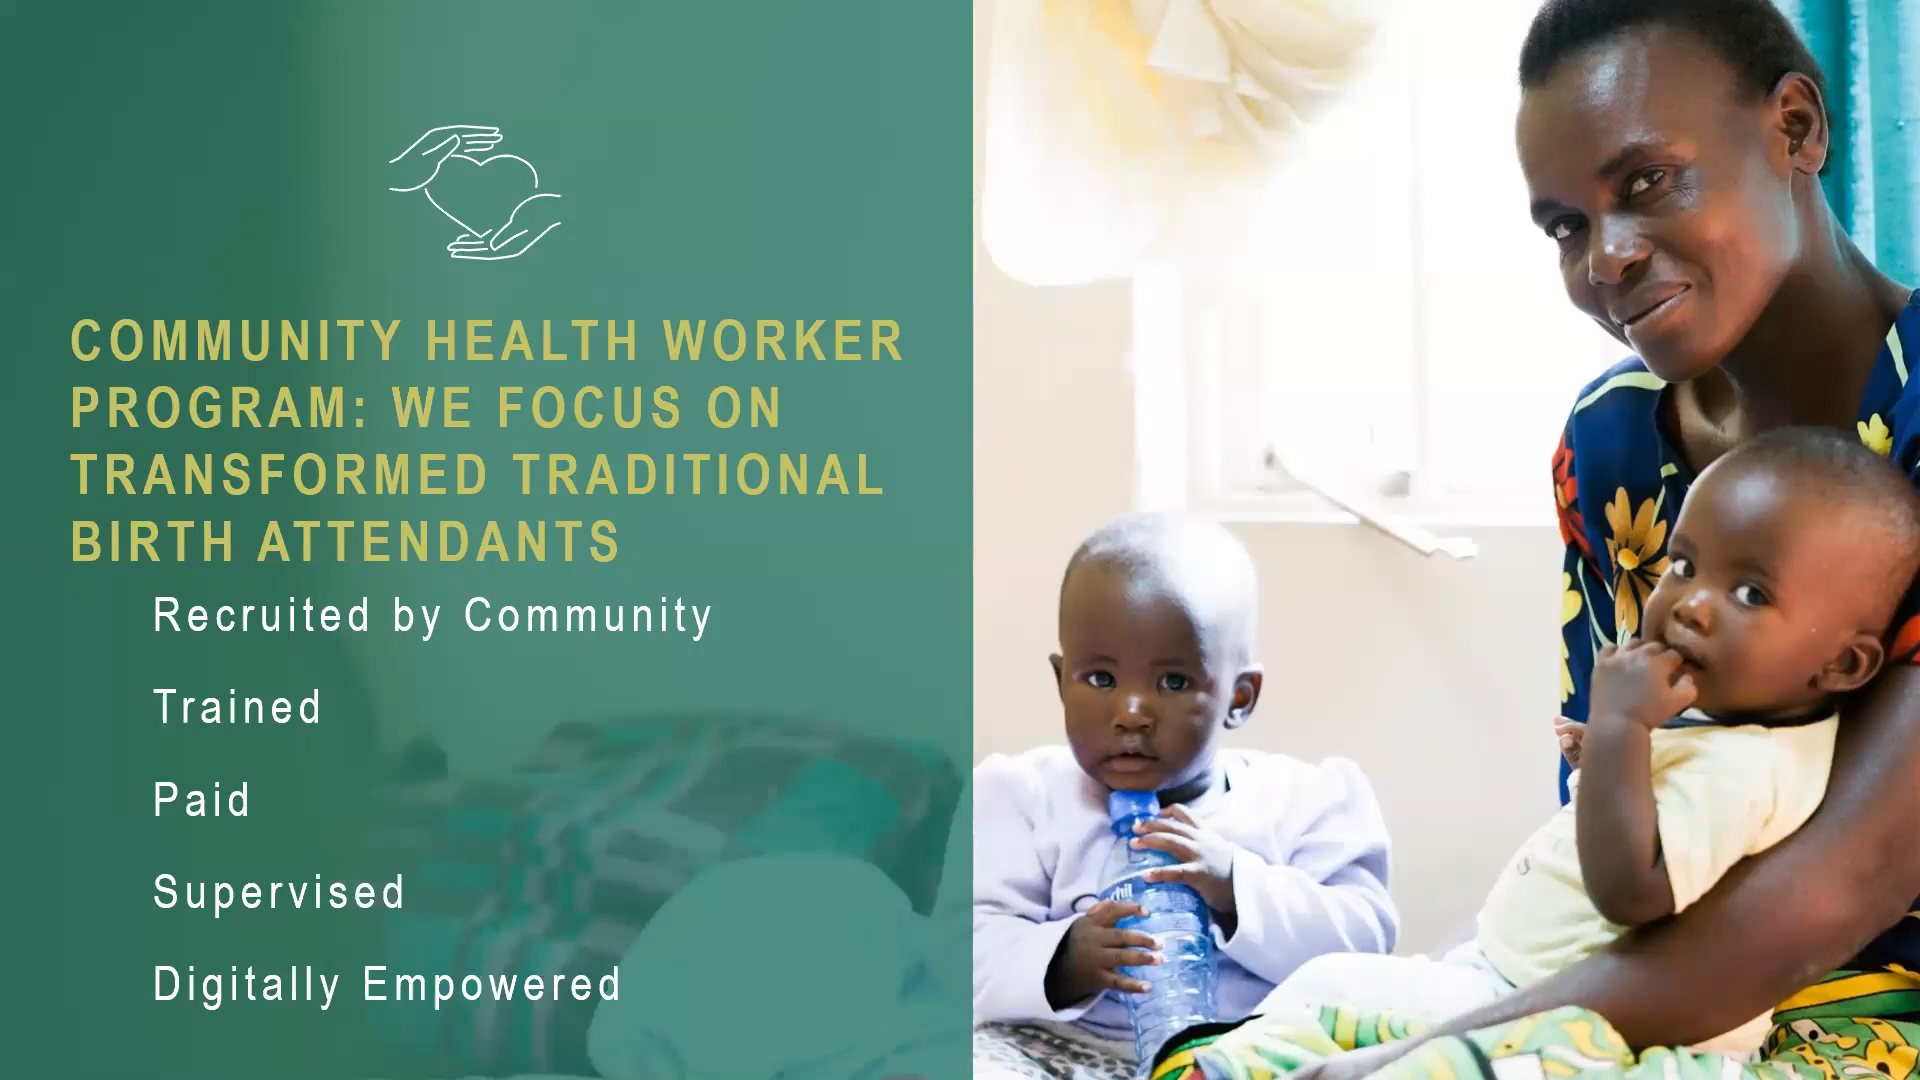 COMMUNITY HEALTH WORKER
PROGRAM: WE FOCUS ON
TRANSFORMED TRADITIONAL
BIRTH ATTENDANTS
Recruited by Community
Trained
Paid
Supervised
Digitally Empowered